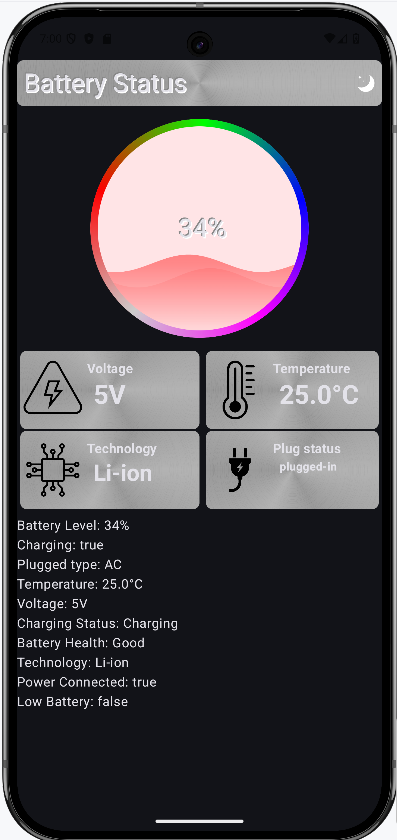 7:00
Battery Status
34%
Voltage
5V
Temperature
25.0°C
Technology
Li-ion
Plug status
plugged-in
Battery Level: 34%
Charging: true
Plugged type: AC
Temperature: 25.0°C
Voltage: 5V
Charging Status: Charging
Battery Health: Good
Technology: Li-ion
Power Connected: true
Low Battery: false